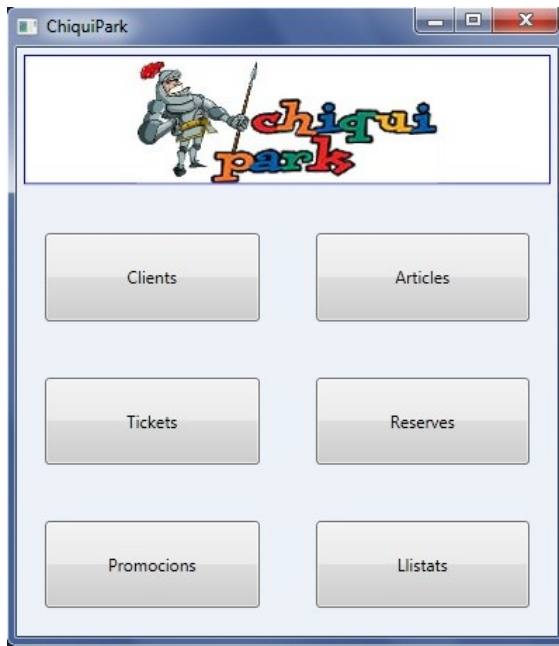 ChiquiPark
chiqui
park
Clients Articles
Tickets Reserves
Promocions Llistats